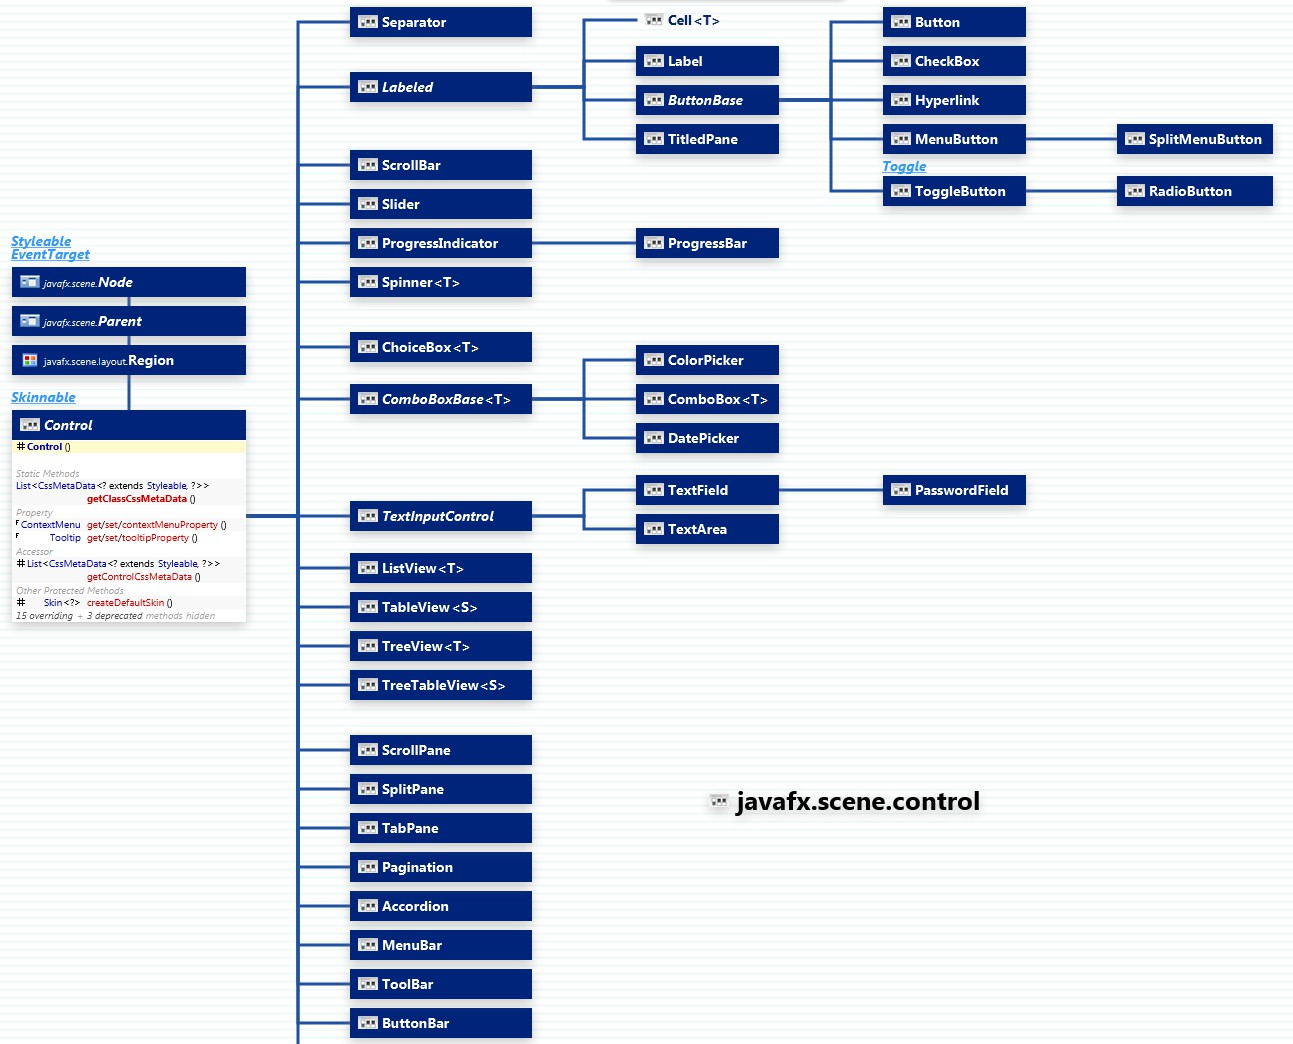 Separator
Labeled
ScrollBar
Slider
ProgressIndicator
Spinner<T>
ChoiceBox<T>
ComboBoxBase<T>
TextInputControl
ListView<T>
TableView<S>
TreeView<T>
TreeTableView<S>
ScrollPane
SplitPane
TabPane
Pagination
Accordion
MenuBar
ToolBar
ButtonBar
Cell<T>
Label
ButtonBase
TitledPane
ProgressBar
ColorPicker
ComboBox<T>
DatePicker
TextField
TextArea
Button
CheckBox
Hyperlink
MenuButton
Toggle
ToggleButton
PasswordField
SplitMenuButton
RadioButton
Styleable
EventTarget
javafx.scene.Node
javafx.scene.Parent
javafx.scene.layout.Region
Skinnable
Control
# Control ()
Static Methods
List<CssMetaData<? extends Styleable, ?>>
getClassCssMetaData ()
Property
ContextMenu get/set/contextMenuProperty ()
Tooltip get/set/tooltipProperty ()
Accessor
# List<CssMetaData<? extends Styleable, ?>>
getControlCssMetaData ()
Other Protected Methods
# Skin<?> createDefaultSkin ()
15 overriding + 3 deprecated methods hidden
javafx.scene.control